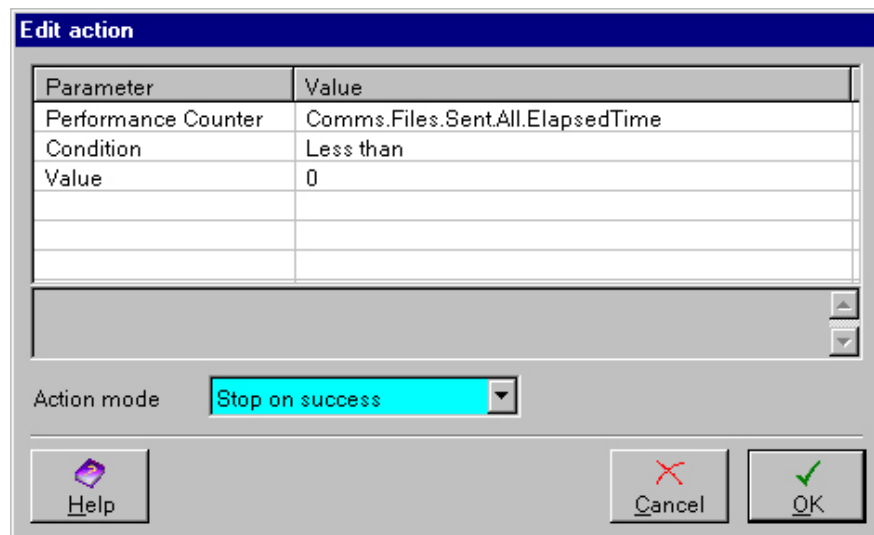 Edit action
Parameter Value
Performance Counter Comms.Files.Sent.All.ElapsedTime
Condition Less than
Value 0
Action mode Stop on success
Help Cancel OK